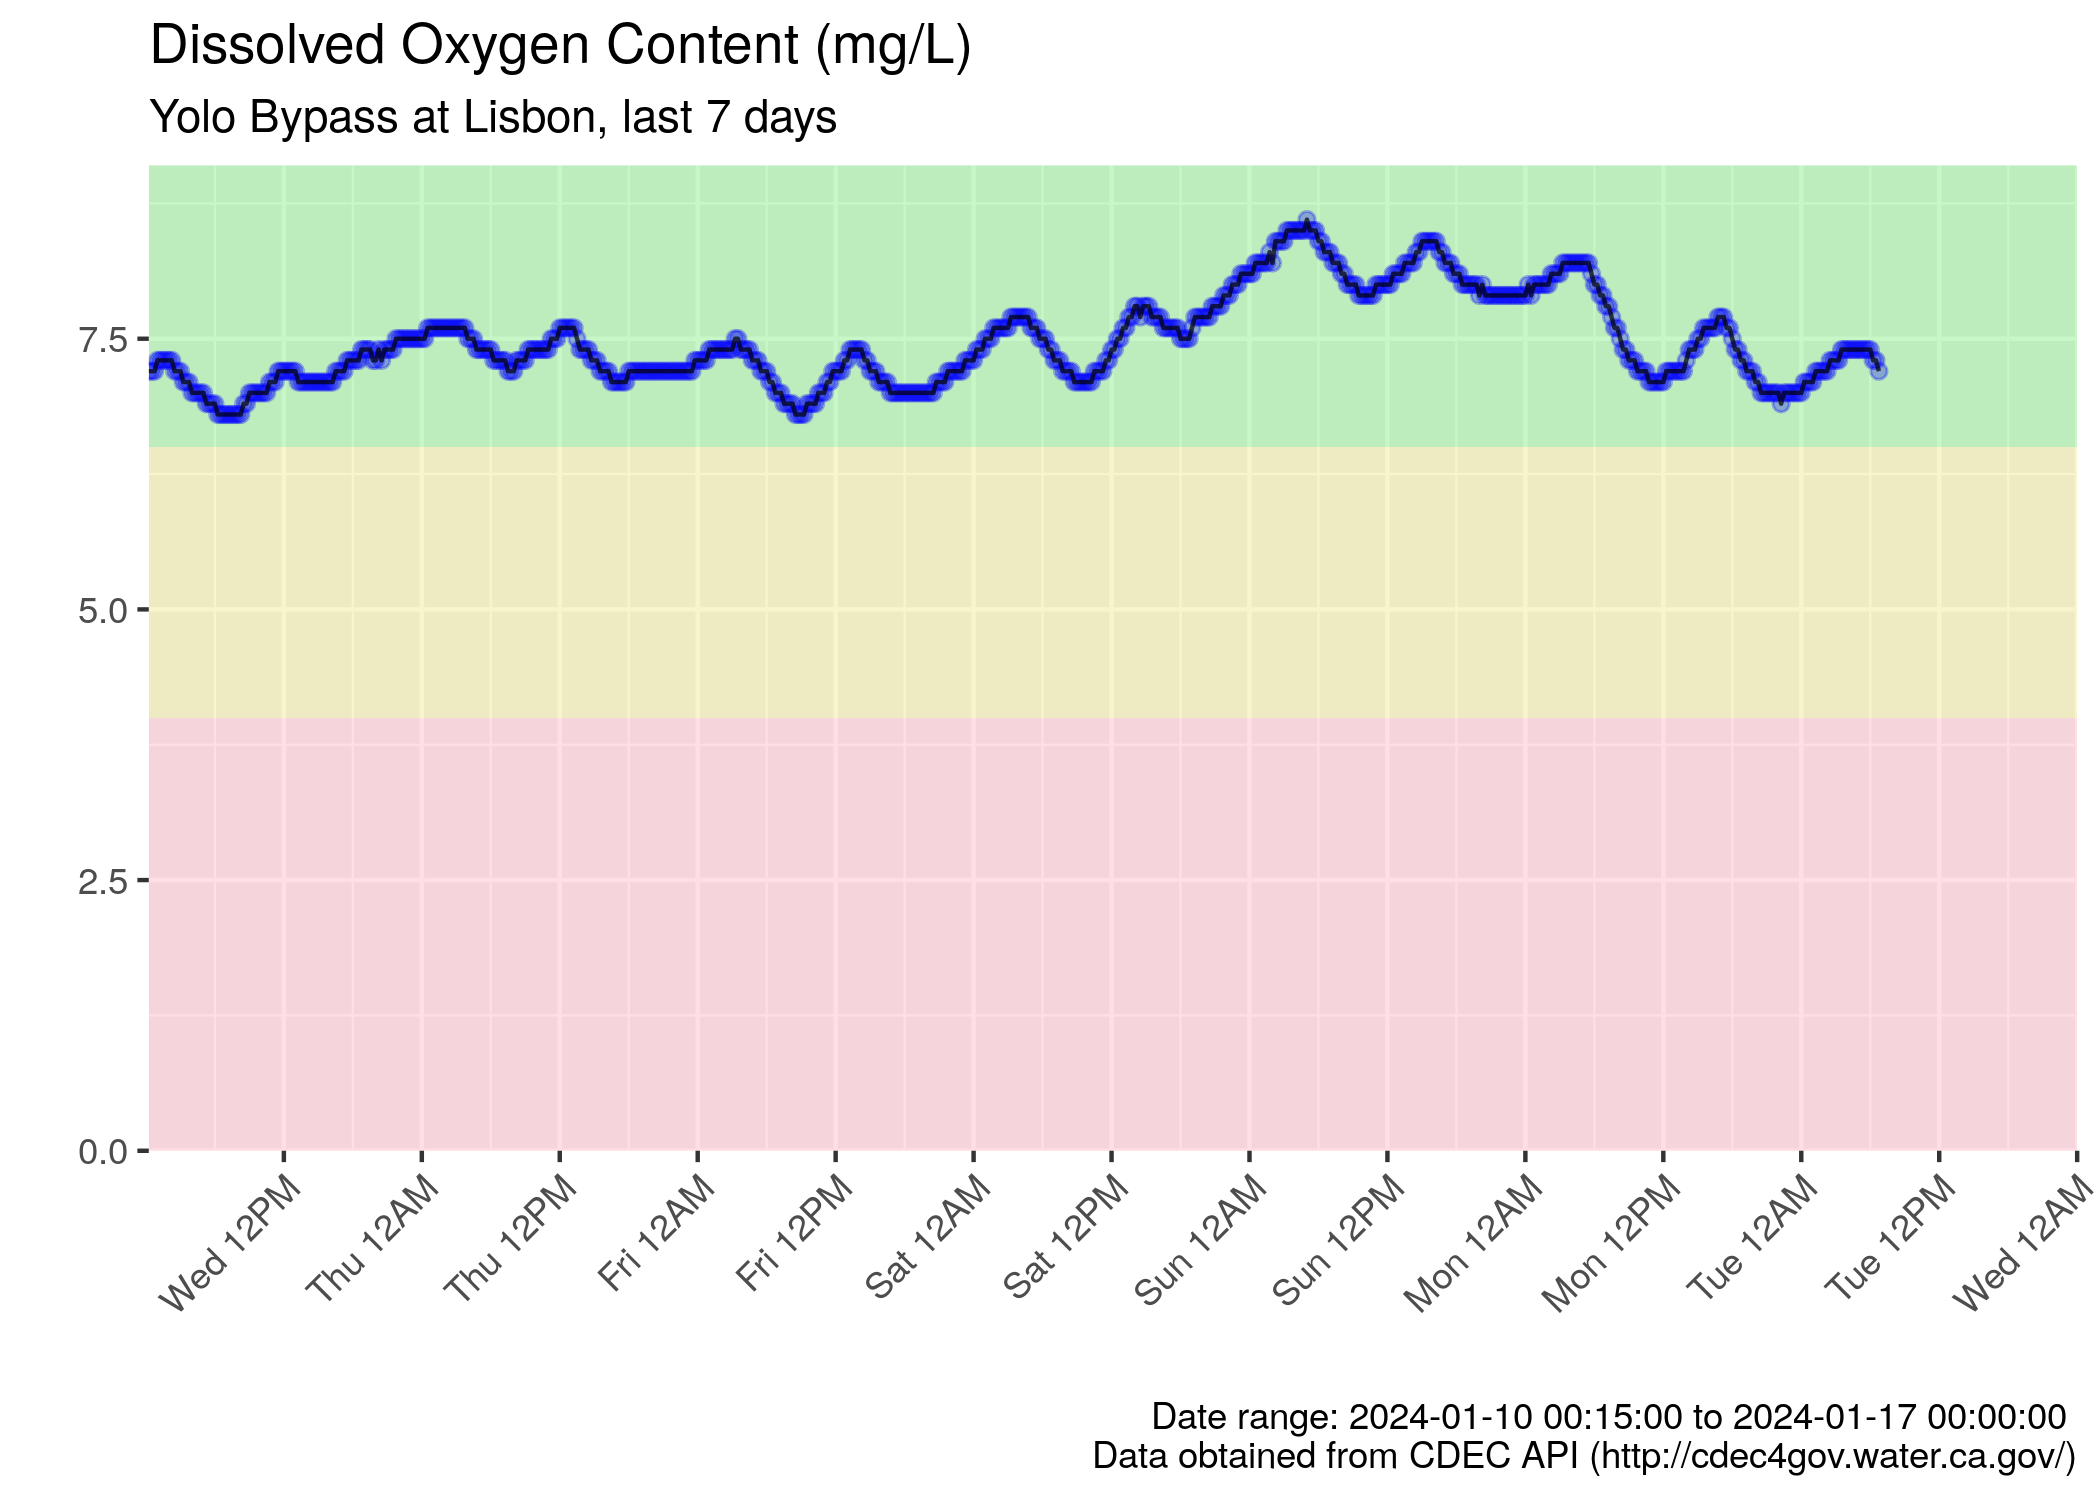 Dissolved Oxygen Content (mg/L)
Yolo Bypass at Lisbon, last 7 days
7.5
5.0
2.5
0.0
Wed 12PM
Thu 12AM
Thu 12PM
Fri 12AM
Fri 12PM
Sat 12AM
Sat 12PM
Sun 12AM
Sun 12PM
Mon 12AM
Mon 12PM
Tue 12AM
Tue 12PM
Wed 12AM
Date range: 2024-01-10 00:15:00 to 2024-01-17 00:00:00
Data obtained from CDEC API (http://cdec4gov.water.ca.gov/)